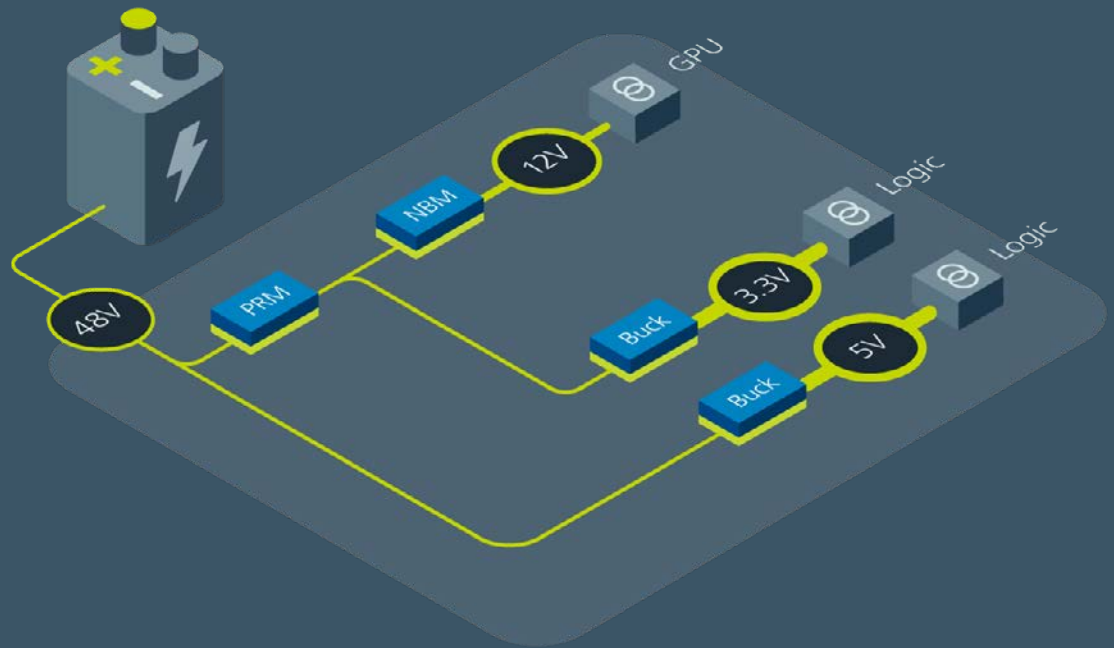 +
−
GPU
12V
NBM
Logic
3.3V
Logic
PRM
48V
Buck
5V
Buck